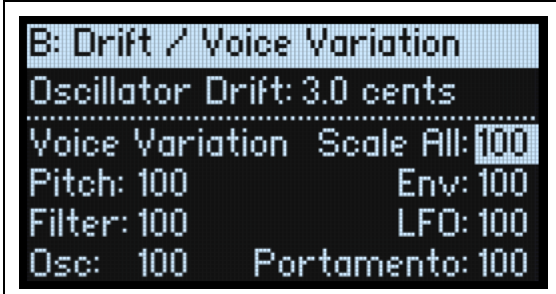 B: Drift / Voice Variation
Oscillator Drift: 3.0 cents
Voice Variation Scale All: 100
Pitch: 100 Env: 100
Filter: 100 LFO: 100
Osc: 100 Portamento: 100